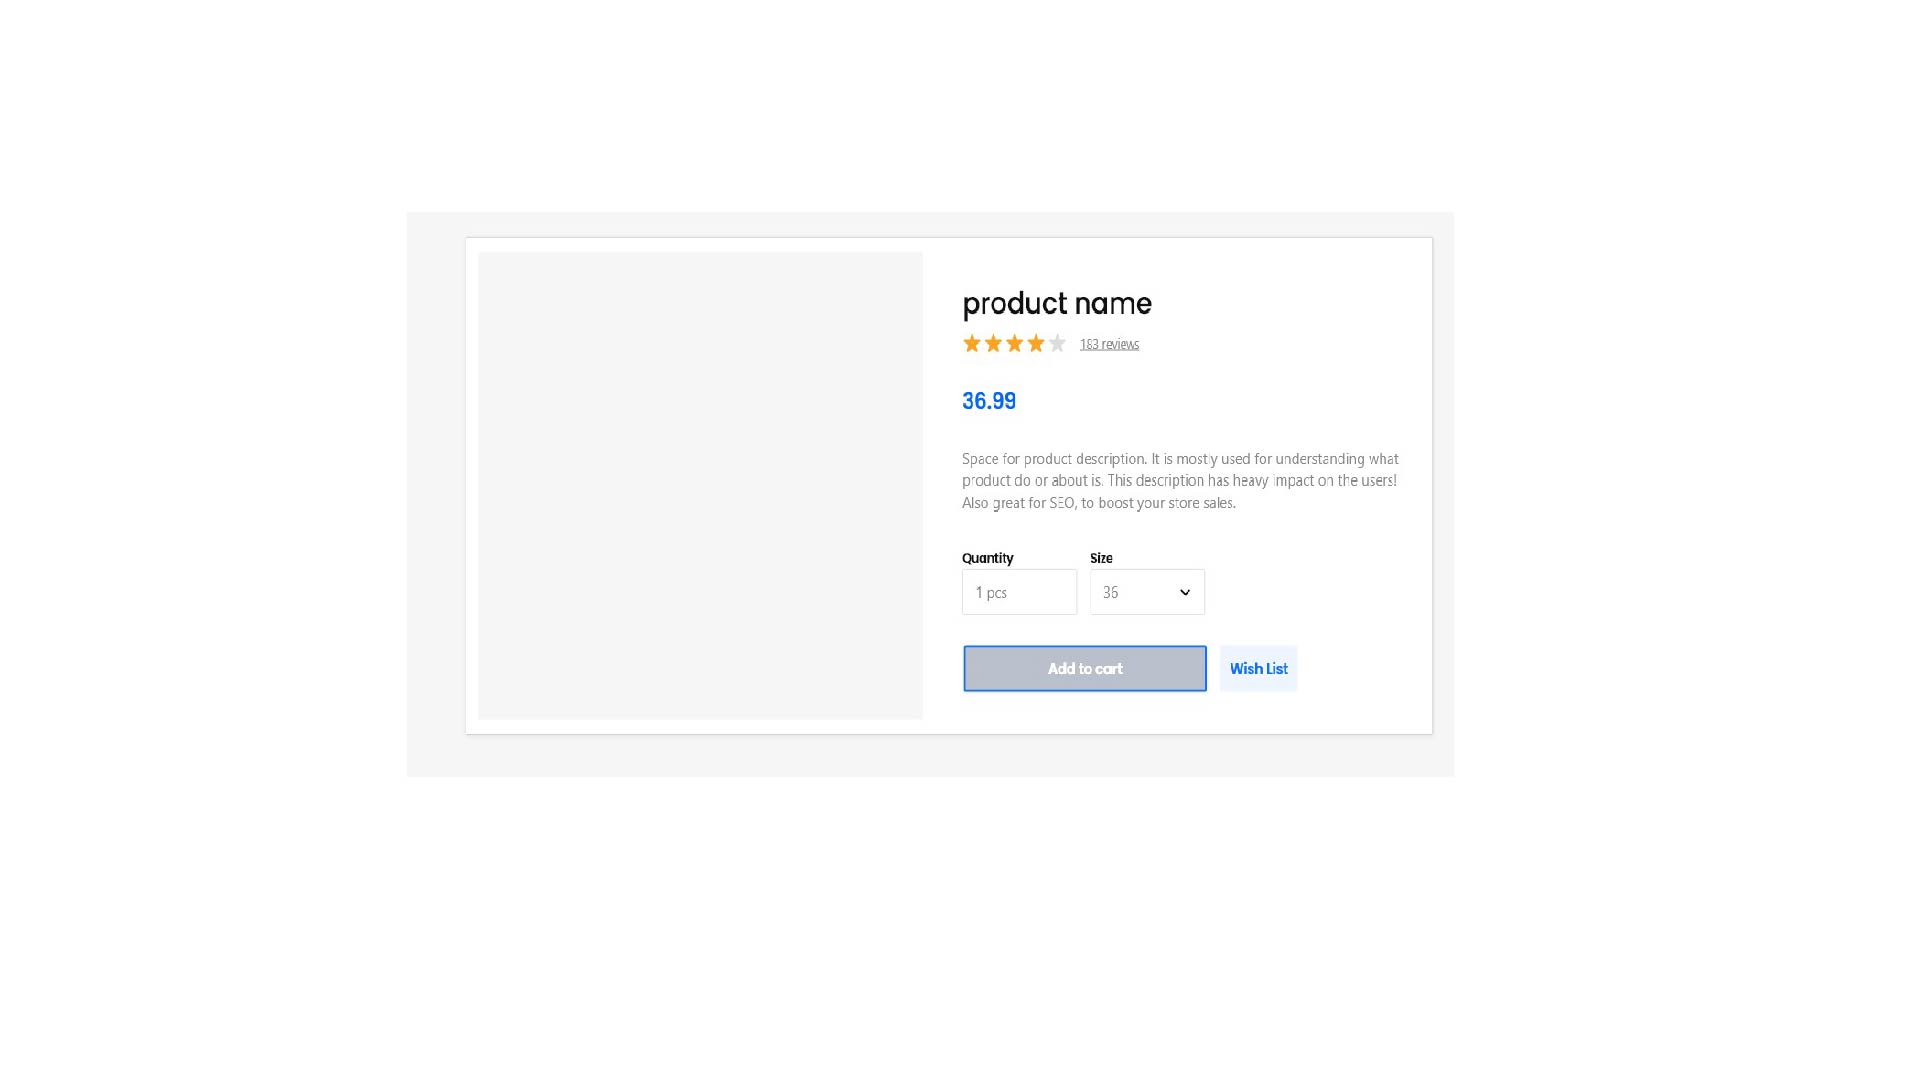 product name
183 reviews
36.99
Space for product description. It is mostly used for understanding what
product do or about is. This description has heavy impact on the users!
Also great for SEO, to boost your store sales.
Quantity Size
1 pcs 36
Add to cart Wish List